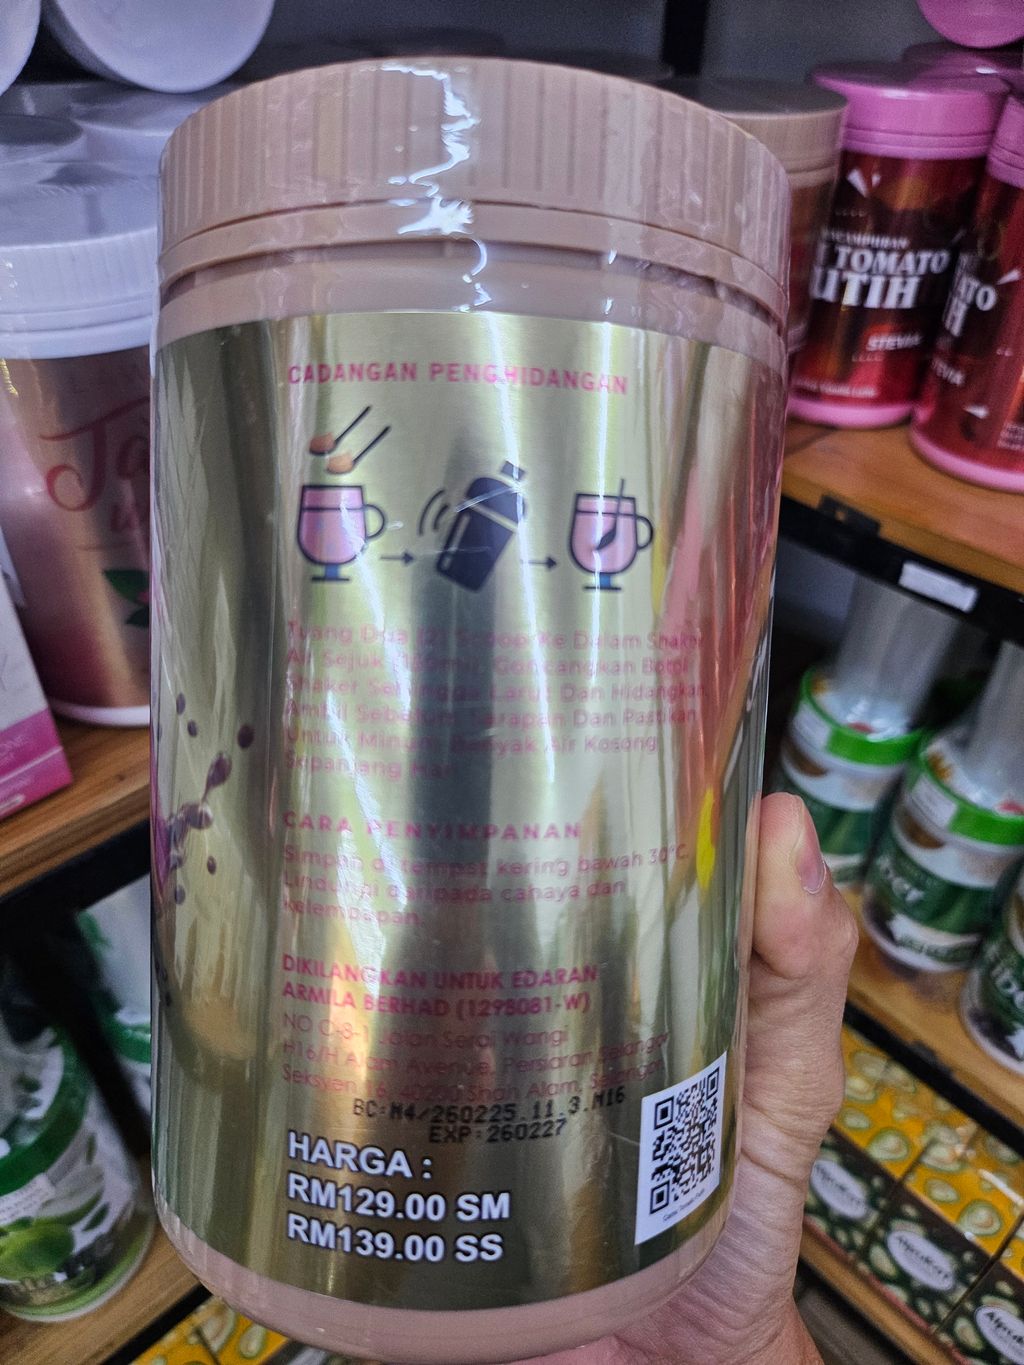 CADANGAN PENGHIDANGAN
Tuang Dua (2) Scoop Ke Dalam Shaker
Air Sejuk (150ml). Goncangkan Botol
Shaker Sehingga Larut Dan Hidangkan.
Ambil Sebelum Sarapan Dan Pastikan
Untuk Minum Banyak Air Kosong
Sepanjang Hari
CARA PENYIMPANAN
Simpan di tempat kering bawah 30°C.
Lindungi daripada cahaya dan
kelembapan.
DIKILANGKAN UNTUK EDARAN
ARMILA BERHAD (1298081-W)
NO C-8-1, Jalan Serai Wangi
H16/H Alam Avenue, Persiaran Selangor
Seksyen 16, 40200 Shah Alam, Selangor
BC:M4/260225.11.3.M16
EXP:260227
HARGA :
RM129.00 SM
RM139.00 SS
TOMATO
STEVIA